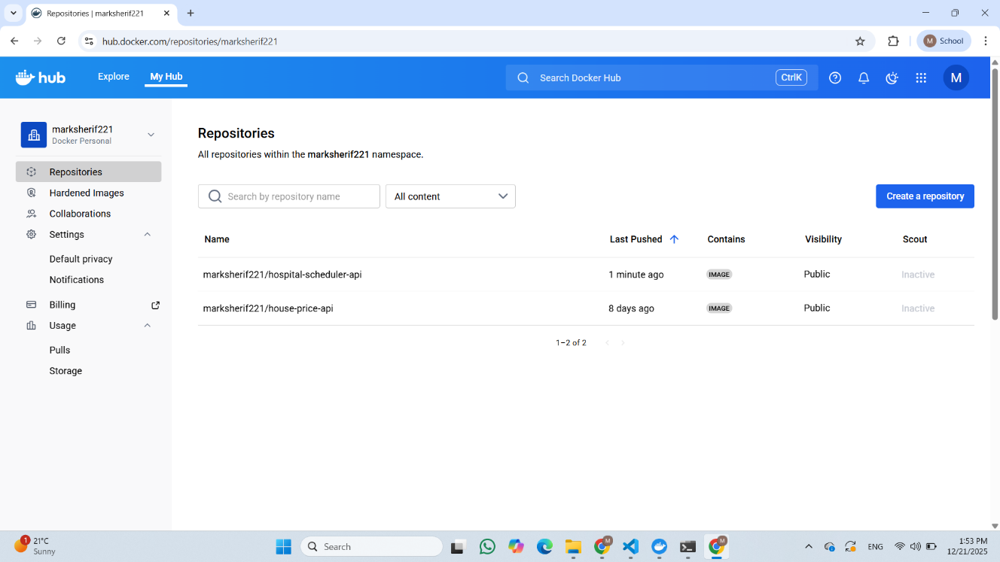 Repositories | marksherif221
hub.docker.com/repositories/marksherif221
M School
hub
Explore
My Hub
Search Docker Hub
CtrlK
M
marksherif221
Docker Personal
Repositories
Hardened Images
Collaborations
Settings
Default privacy
Notifications
Billing
Usage
Pulls
Storage
Repositories
All repositories within the marksherif221 namespace.
Search by repository name
All content
Create a repository
Name Last Pushed Contains Visibility Scout
marksherif221/hospital-scheduler-api 1 minute ago IMAGE Public Inactive
marksherif221/house-price-api 8 days ago IMAGE Public Inactive
1–2 of 2
1
21°C
Sunny
Search
M
M
ENG
1:53 PM
12/21/2025